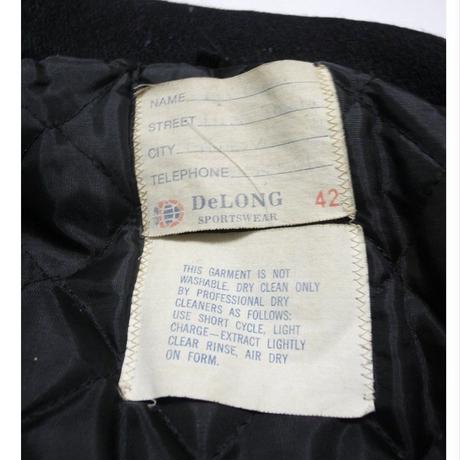 NAME
STREET
CITY
TELEPHONE
DeLONG 42
SPORTSWEAR
THIS GARMENT IS NOT
WASHABLE. DRY CLEAN ONLY
BY PROFESSIONAL DRY
CLEANERS AS FOLLOWS:
USE SHORT CYCLE, LIGHT
CHARGE—EXTRACT LIGHTLY
CLEAR RINSE, AIR DRY
ON FORM.